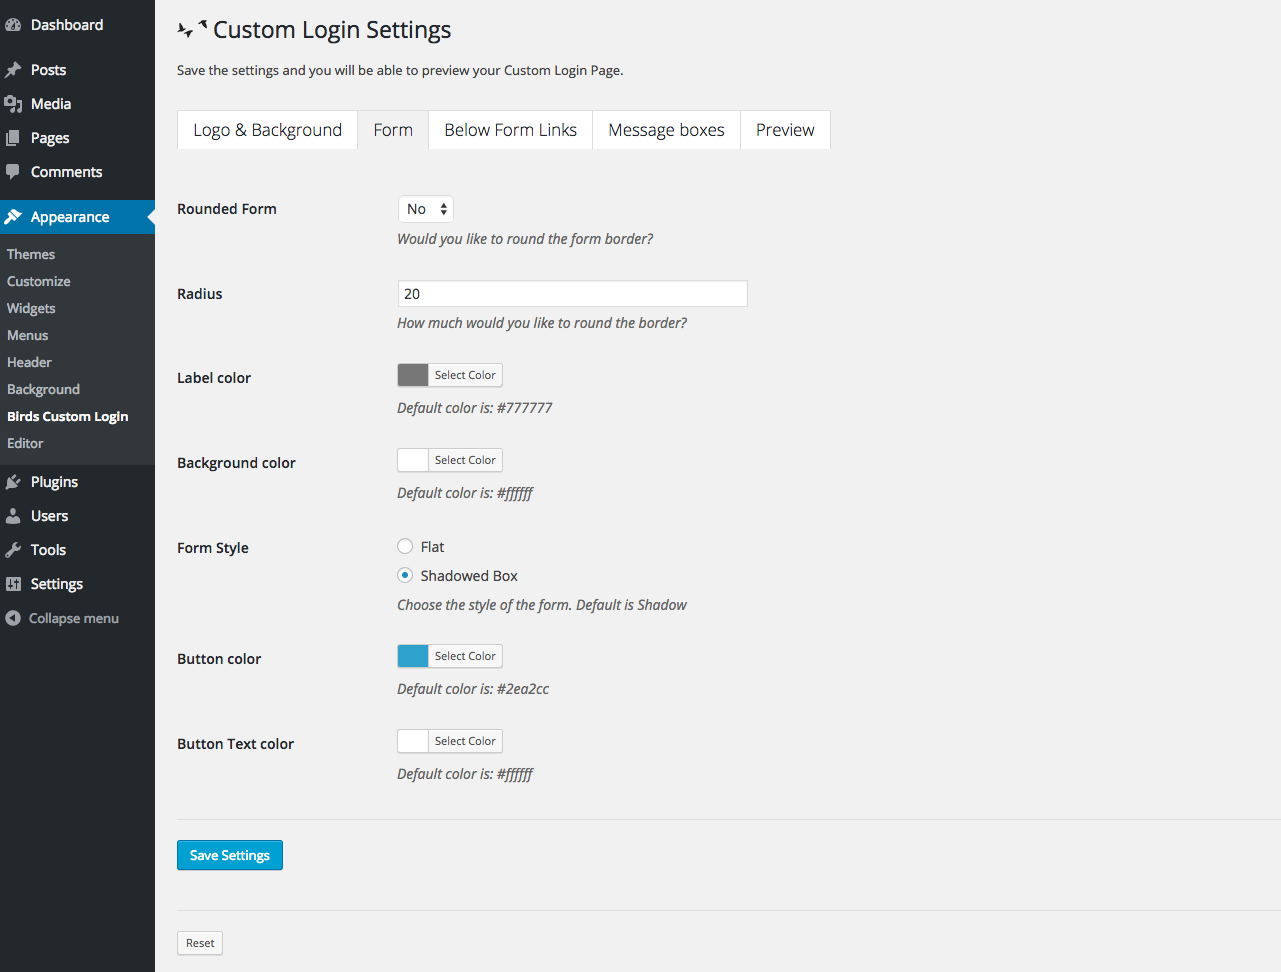 Dashboard
Posts
Media
Pages
Comments
Appearance
Themes
Customize
Widgets
Menus
Header
Background
Birds Custom Login
Editor
Plugins
Users
Tools
Settings
Collapse menu
Custom Login Settings
Save the settings and you will be able to preview your Custom Login Page.
Logo & Background Form Below Form Links Message boxes Preview
Rounded Form No
Would you like to round the form border?
Radius 20
How much would you like to round the border?
Label color Select Color
Default color is: #777777
Background color Select Color
Default color is: #ffffff
Form Style Flat
Shadowed Box
Choose the style of the form. Default is Shadow
Button color Select Color
Default color is: #2ea2cc
Button Text color Select Color
Default color is: #ffffff
Save Settings
Reset